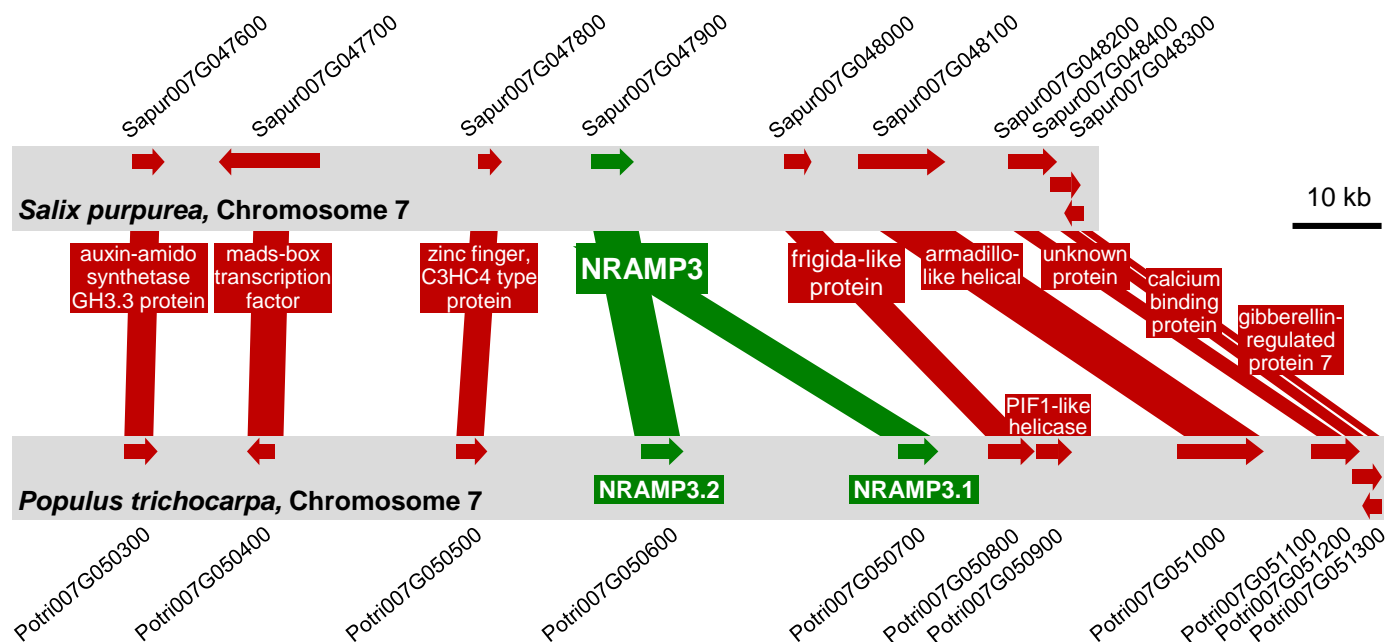 Sapur007G047600
Sapur007G047700
Sapur007G047800
Sapur007G047900
Sapur007G048000
Sapur007G048100
Sapur007G048200
Sapur007G048400
Sapur007G048300
Salix purpurea, Chromosome 7
10 kb
auxin-amido
synthetase
GH3.3 protein
mads-box
transcription
factor
zinc finger,
C3HC4 type
protein
NRAMP3
frigida-like
protein
armadillo-
like helical
unknown
protein
calcium
binding
protein
gibberellin-
regulated
protein 7
PIF1-like
helicase
NRAMP3.2
NRAMP3.1
Populus trichocarpa, Chromosome 7
Potri007G050300
Potri007G050400
Potri007G050500
Potri007G050600
Potri007G050700
Potri007G050800
Potri007G050900
Potri007G051000
Potri007G051100
Potri007G051200
Potri007G051300